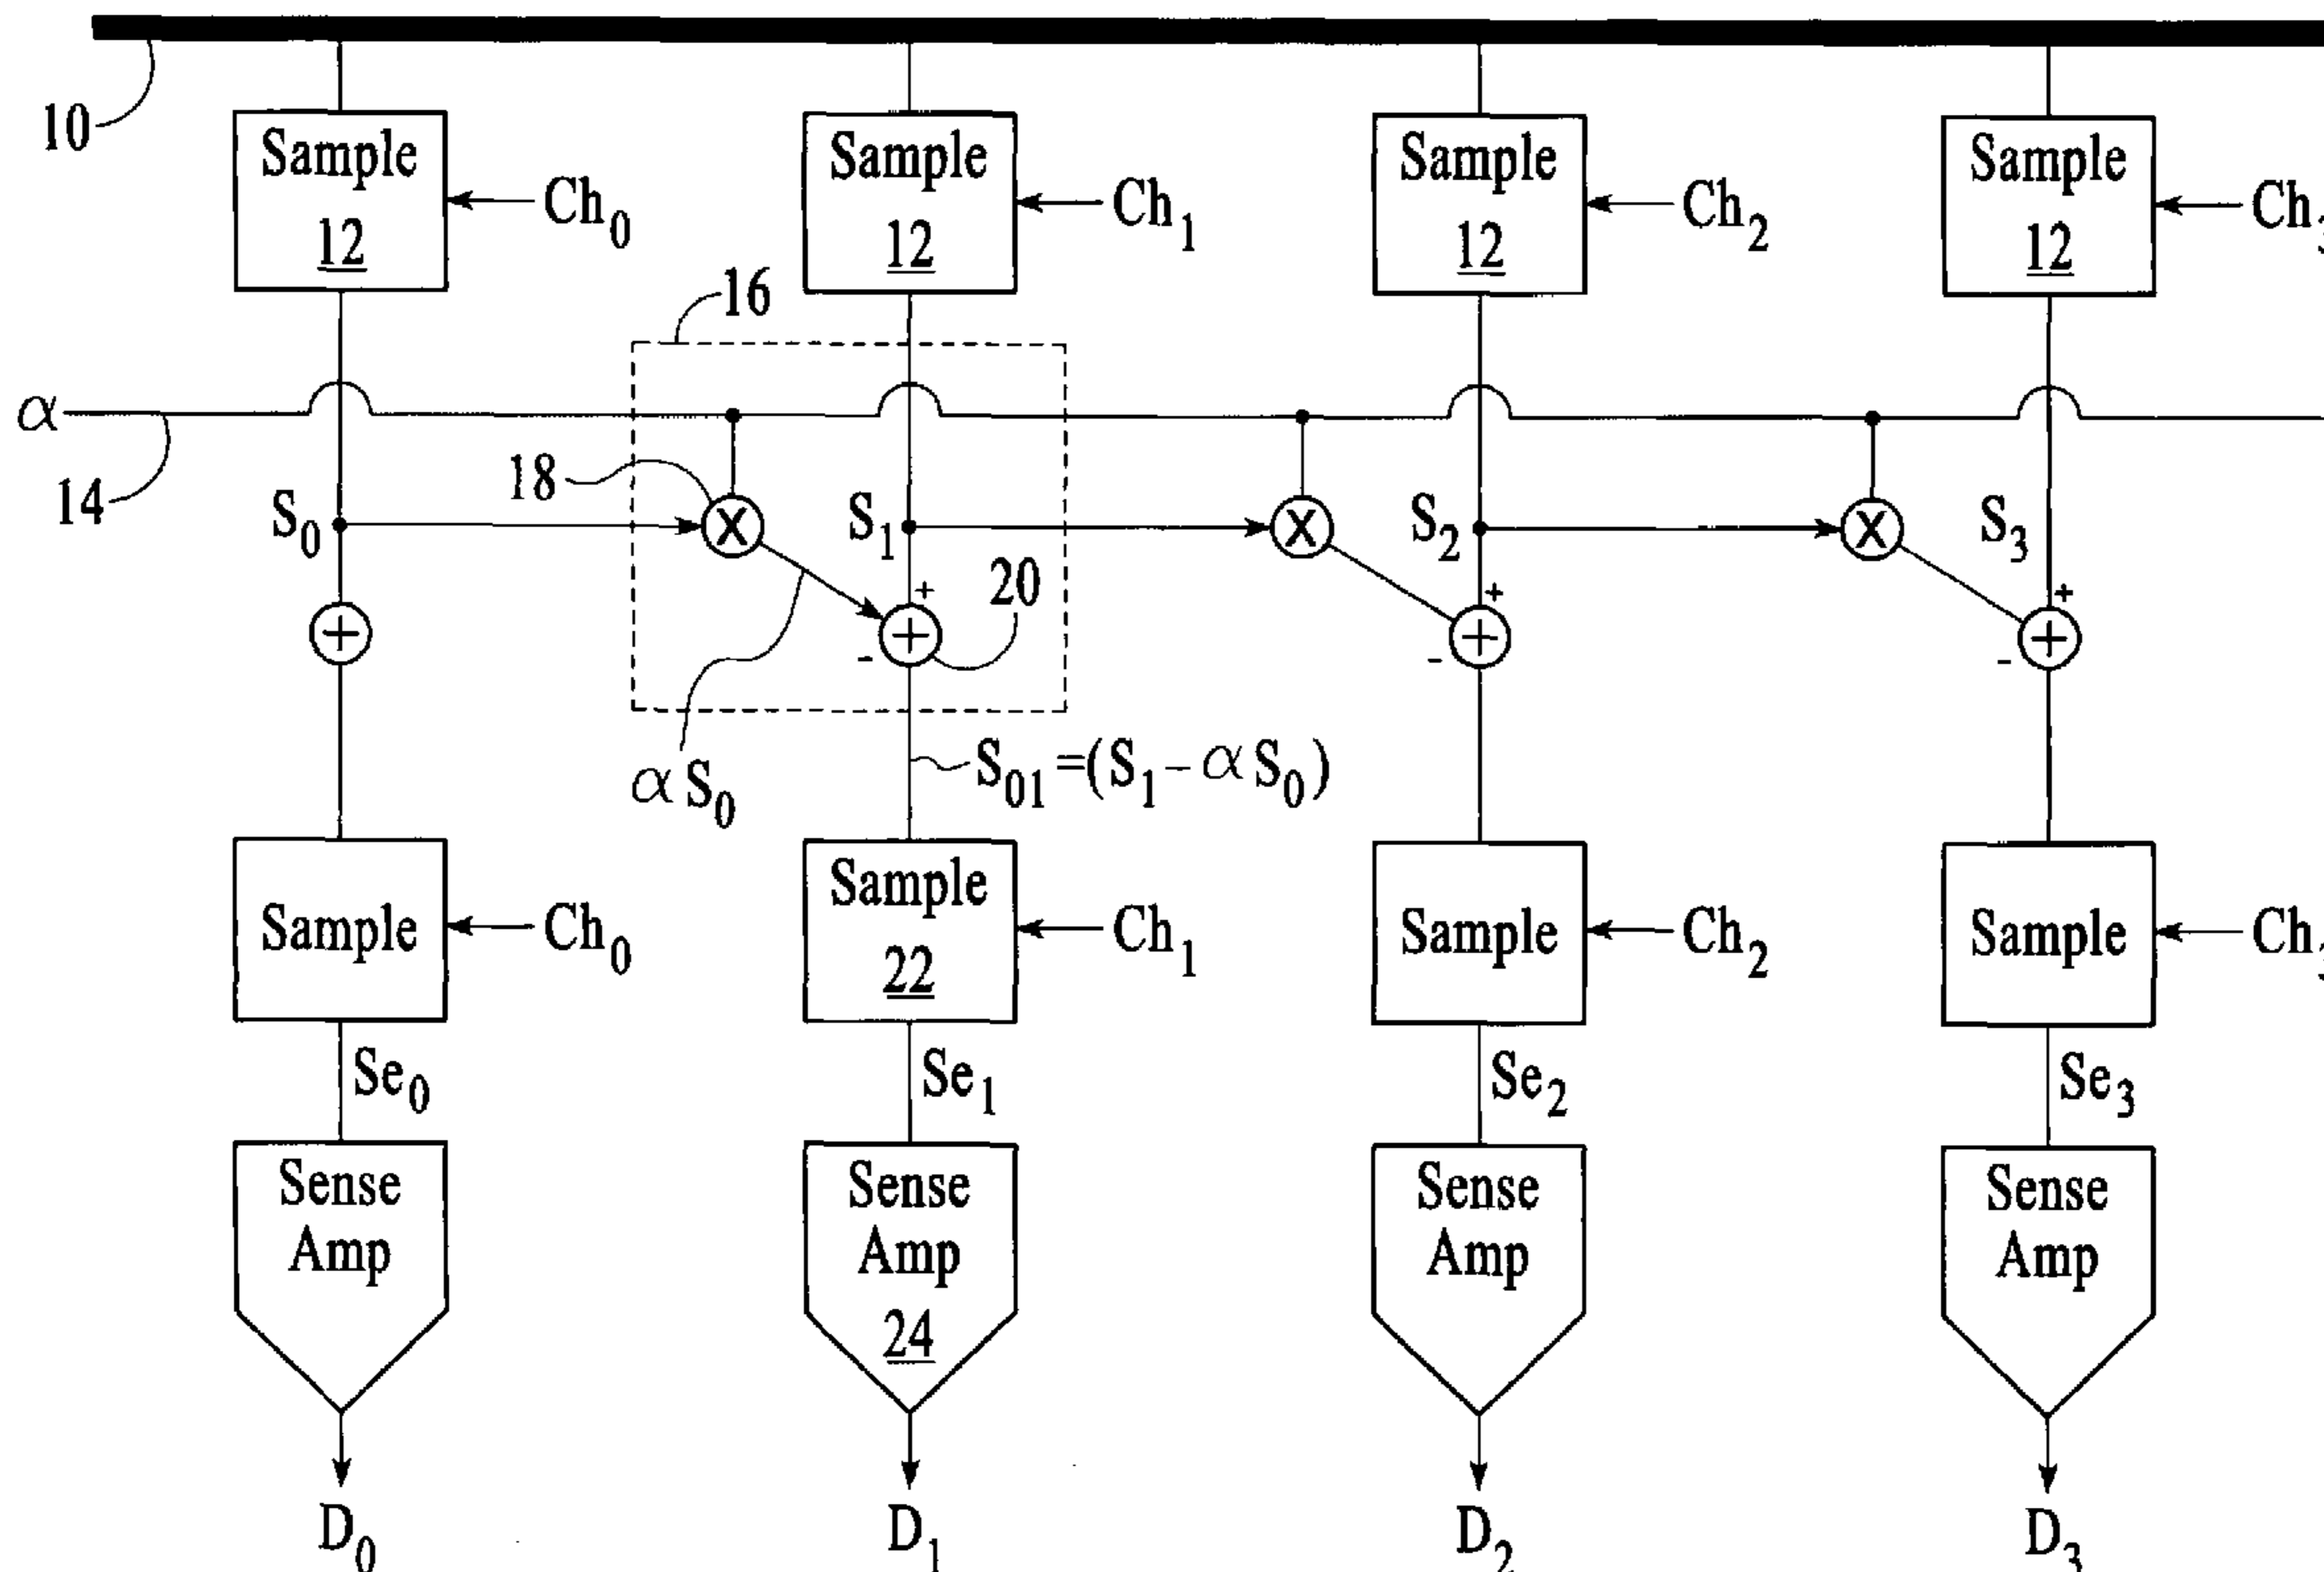 10
Sample
12
Ch0
Sample
12
Ch1
Sample
12
Ch2
Sample
12
Ch3
16
α
14
18
S0
X
S1
X
S2
X
S3
+
+
-
20
+
+
-
+
+
-
+
αS0
S01=(S1-αS0)
Sample
Ch0
Sample
22
Ch1
Sample
Ch2
Sample
Ch3
Se0
Se1
Se2
Se3
Sense
Amp
Sense
Amp
24
Sense
Amp
Sense
Amp
D0
D1
D2
D3